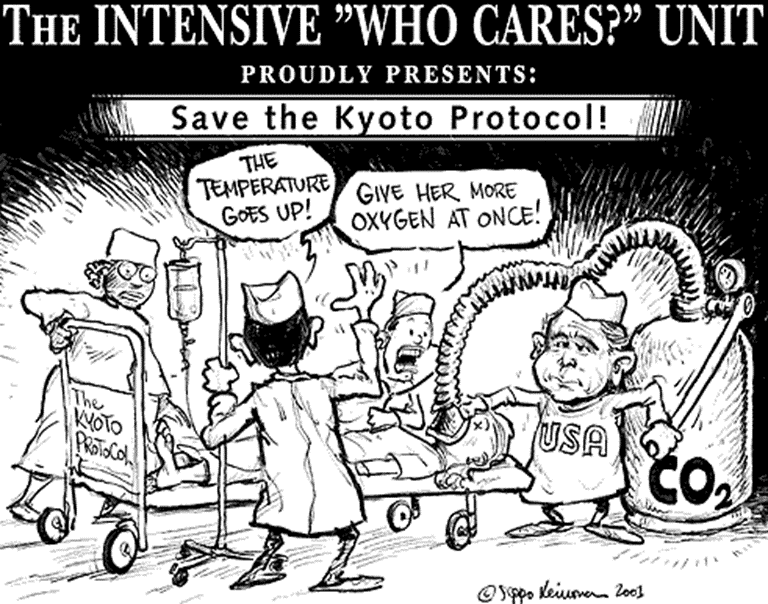 THE INTENSIVE "WHO CARES?" UNIT
PROUDLY PRESENTS:
Save the Kyoto Protocol!
THE
TEMPERATURE
GOES UP!
GIVE HER MORE
OXYGEN AT ONCE!
The
KYOTO
PROTOCOL
USA
CO₂
© Seppo Leinonen 2001